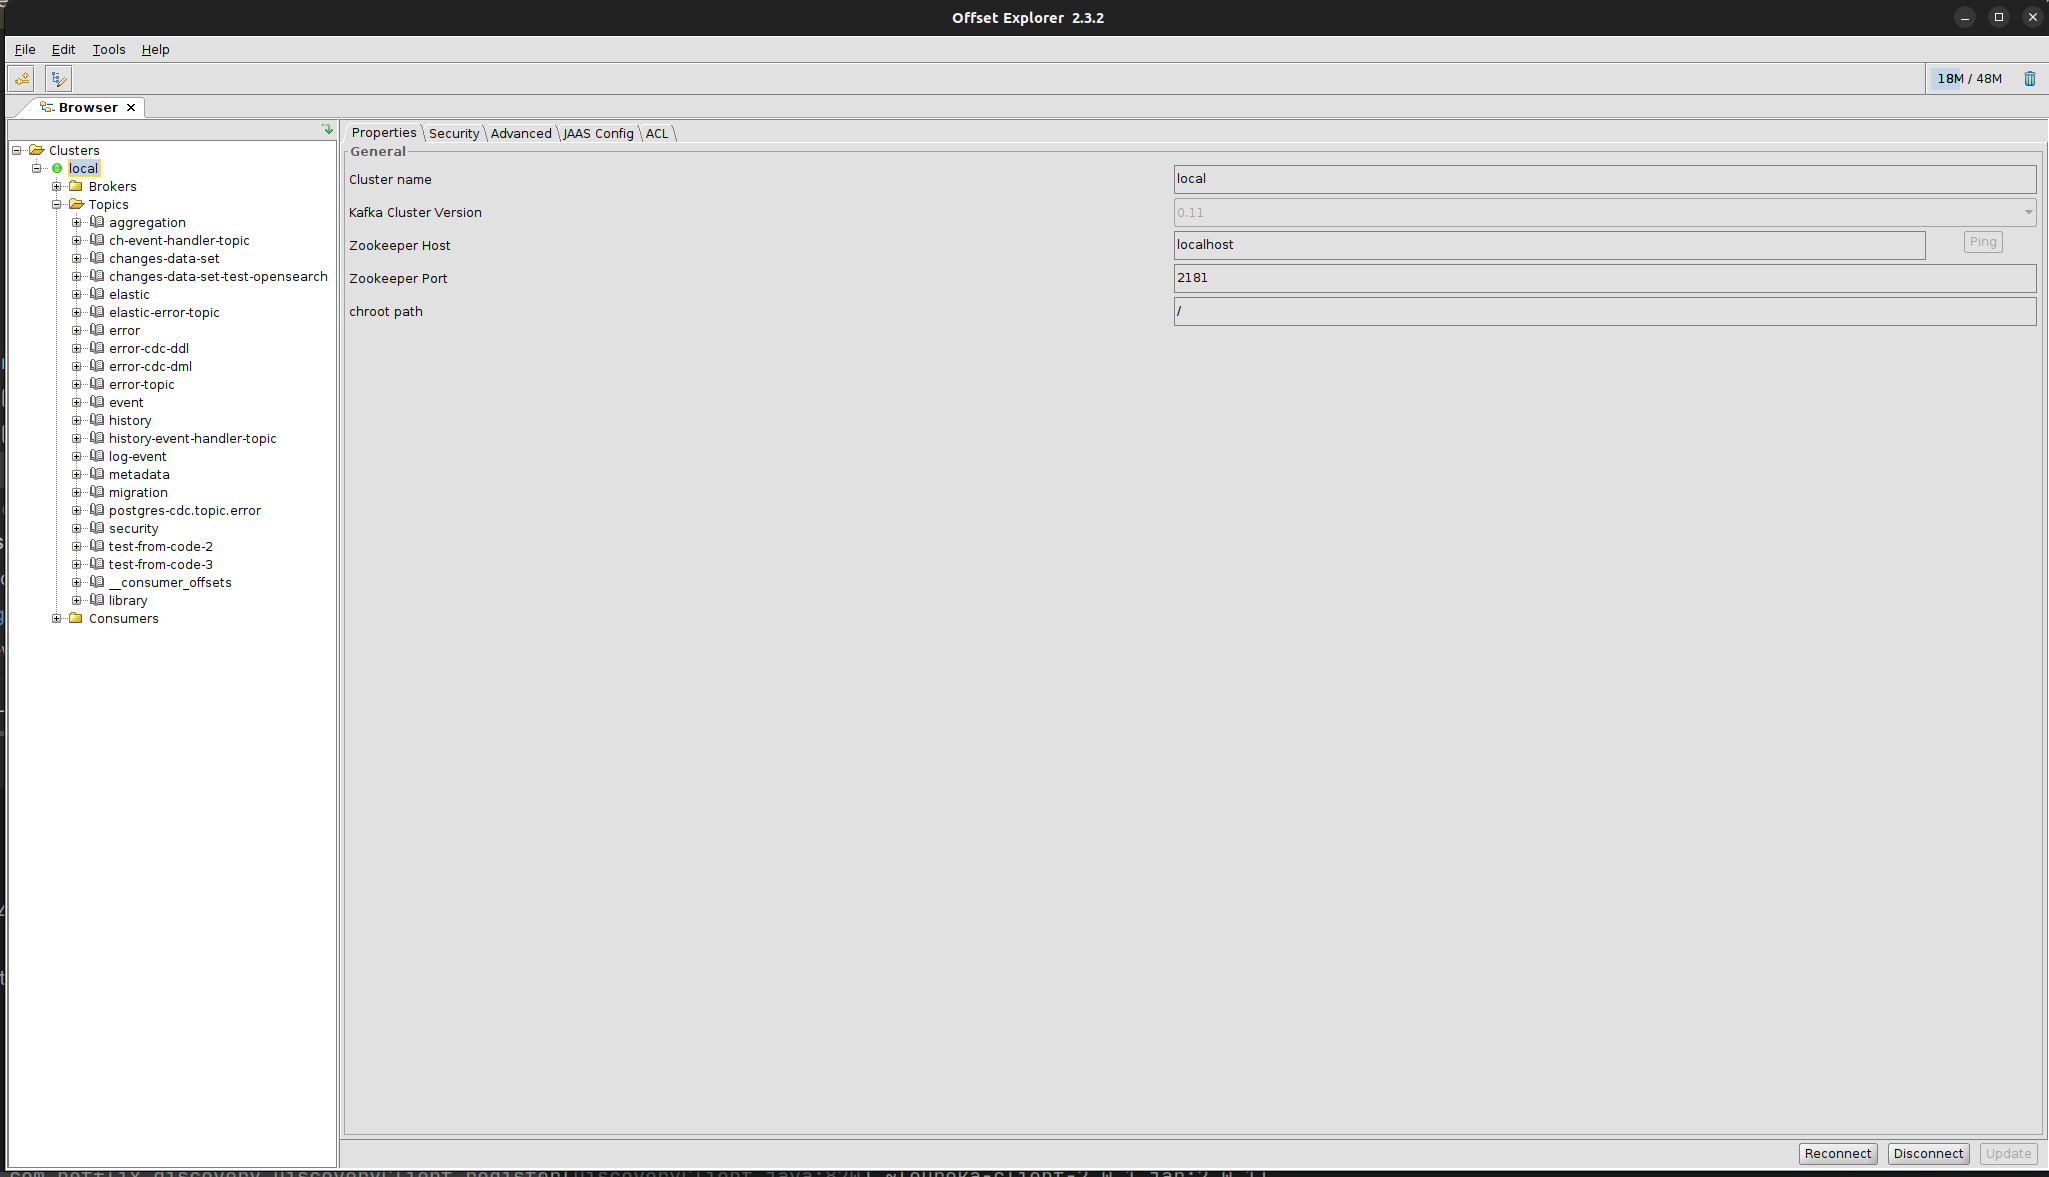 Offset Explorer 2.3.2
File Edit Tools Help
18M / 48M
Browser
Properties Security Advanced JAAS Config ACL
Clusters
local
Brokers
Topics
aggregation
ch-event-handler-topic
changes-data-set
changes-data-set-test-opensearch
elastic
elastic-error-topic
error
error-cdc-ddl
error-cdc-dml
error-topic
event
history
history-event-handler-topic
log-event
metadata
migration
postgres-cdc.topic.error
security
test-from-code-2
test-from-code-3
__consumer_offsets
library
Consumers
General
Cluster name local
Kafka Cluster Version 0.11
Zookeeper Host localhost Ping
Zookeeper Port 2181
chroot path /
Reconnect Disconnect Update